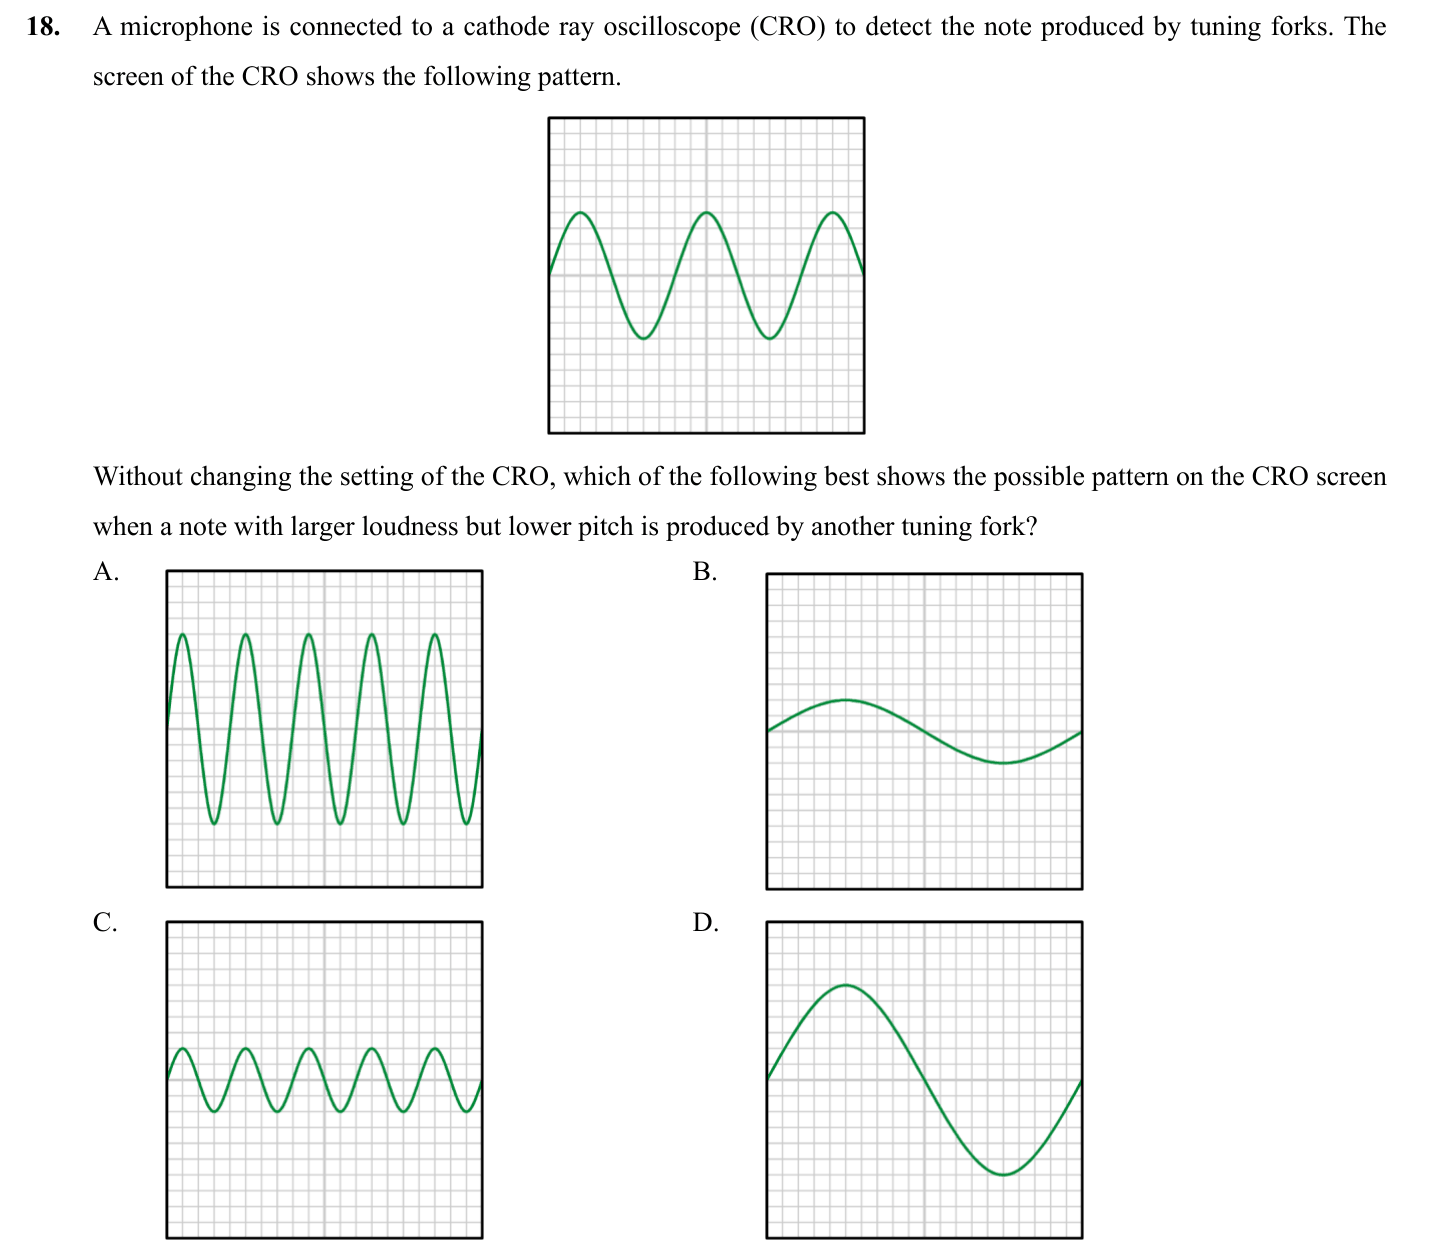 18. A microphone is connected to a cathode ray oscilloscope (CRO) to detect the note produced by tuning forks. The
screen of the CRO shows the following pattern.
Without changing the setting of the CRO, which of the following best shows the possible pattern on the CRO screen
when a note with larger loudness but lower pitch is produced by another tuning fork?
A.
B.
C.
D.